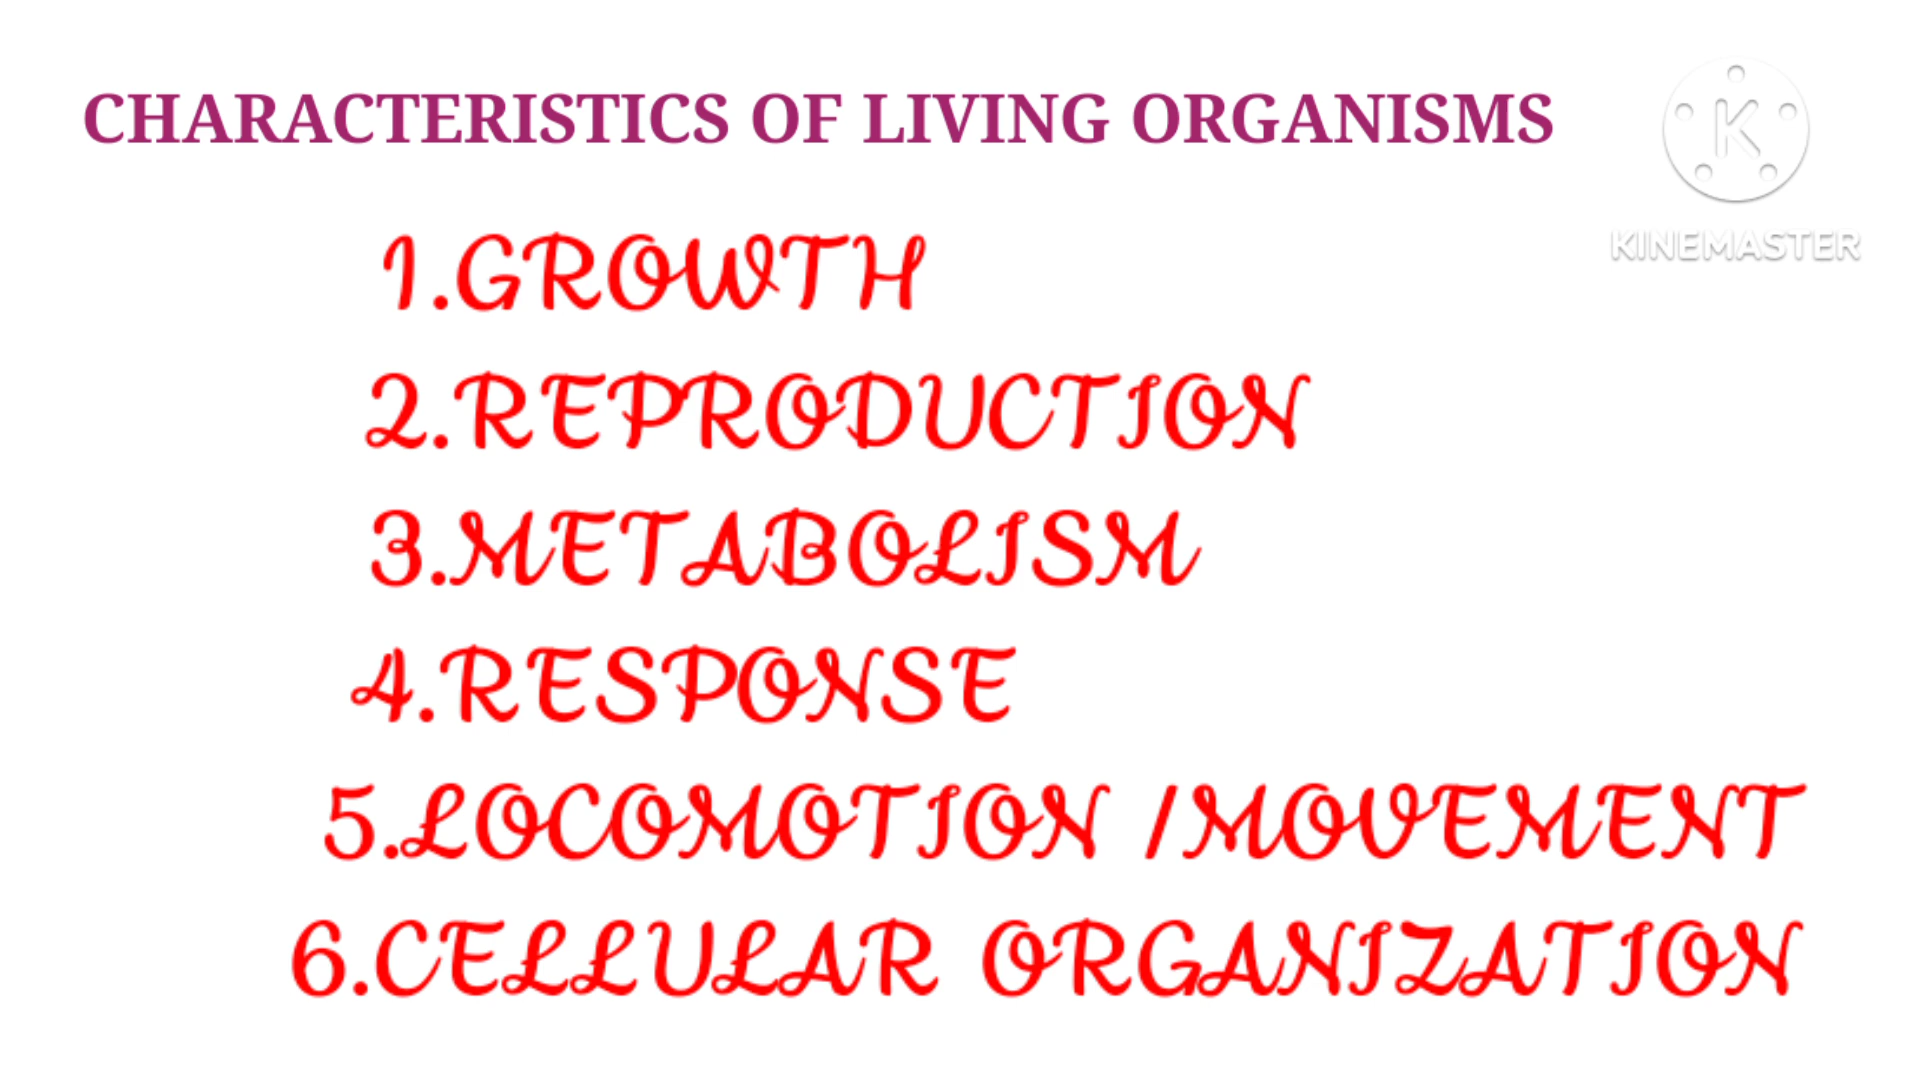 CHARACTERISTICS OF LIVING ORGANISMS
KINEMASTER
1.GROWTH
2.REPRODUCTION
3.METABOLISM
4.RESPONSE
5.LOCOMOTION /MOVEMENT
6.CELLULAR ORGANIZATION